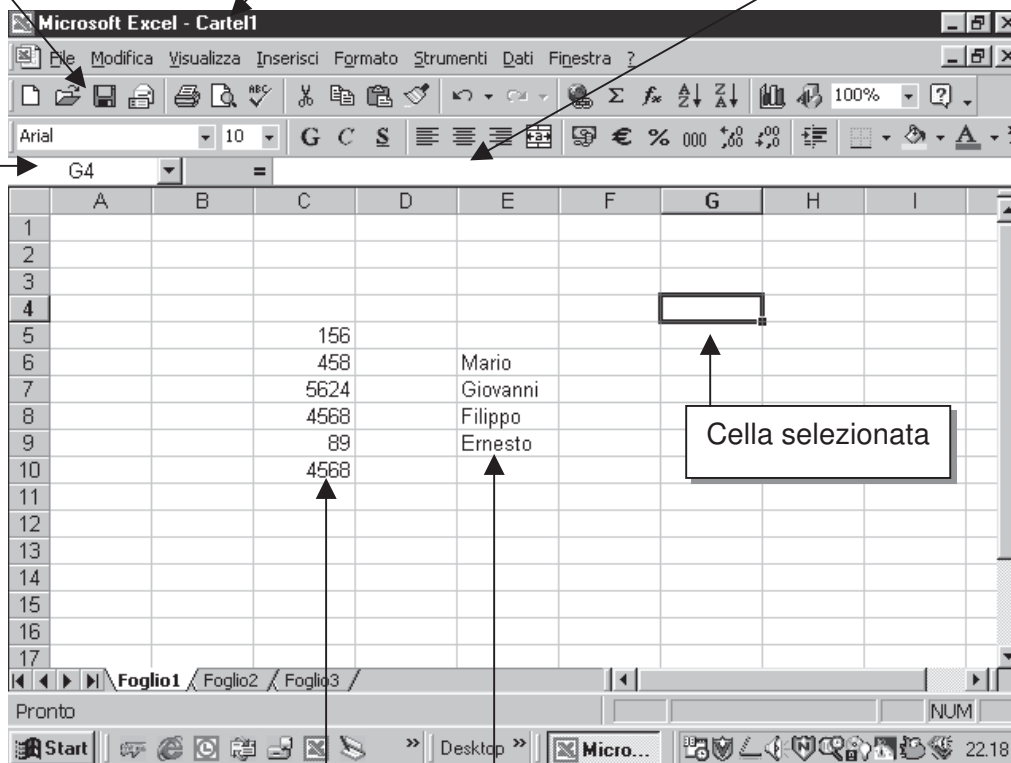 Microsoft Excel - Cartel1
File Modifica Visualizza Inserisci Formato Strumenti Dati Finestra ?
ABC Σ fx A Z Z A 100% ?
Arial 10 G C S € % 000 A
G4 =
A B C D E F G H I
1
2
3
4
5 156
6 458 Mario
7 5624 Giovanni
8 4568 Filippo
9 89 Ernesto
10 4568
Cella selezionata
11
12
13
14
15
16
17
Foglio1 Foglio2 Foglio3
Pronto NUM
Start » Desktop » Micro... 22.18